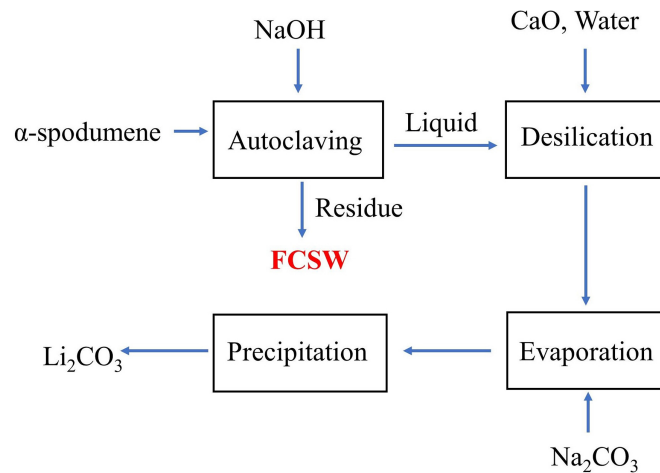 NaOH
CaO, Water
α-spodumene
Autoclaving
Liquid
Desilication
Residue
FCSW
Li₂CO₃
Precipitation
Evaporation
Na₂CO₃